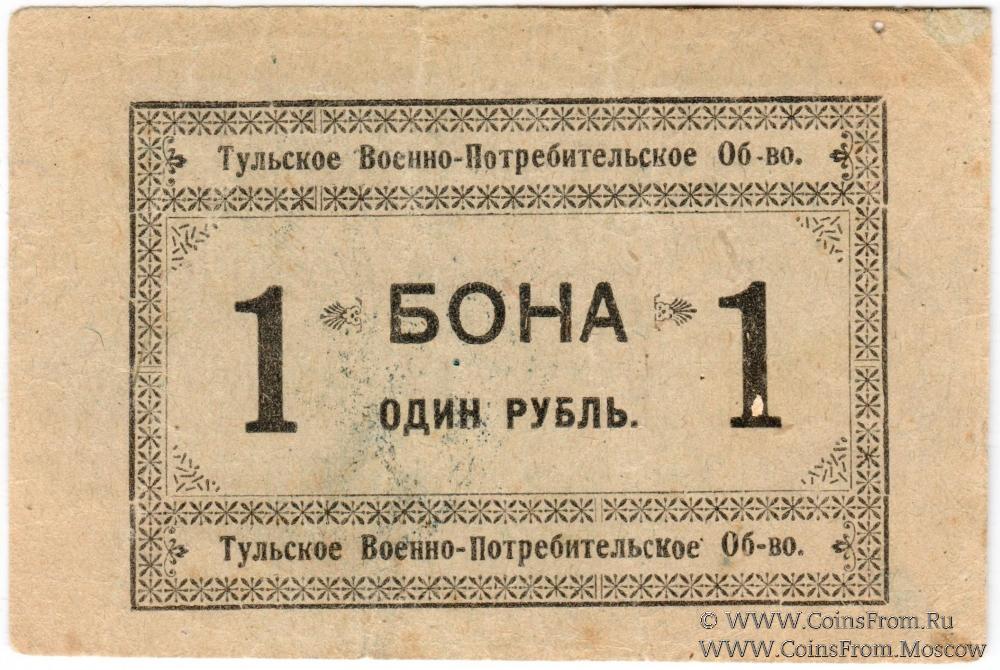 Тульское Военно-Потребительское Об-во.
1 БОНА 1
ОДИН РУБЛЬ.
Тульское Военно-Потребительское Об-во.
© WWW.CoinsFrom.Ru
WWW.CoinsFrom.Moscow